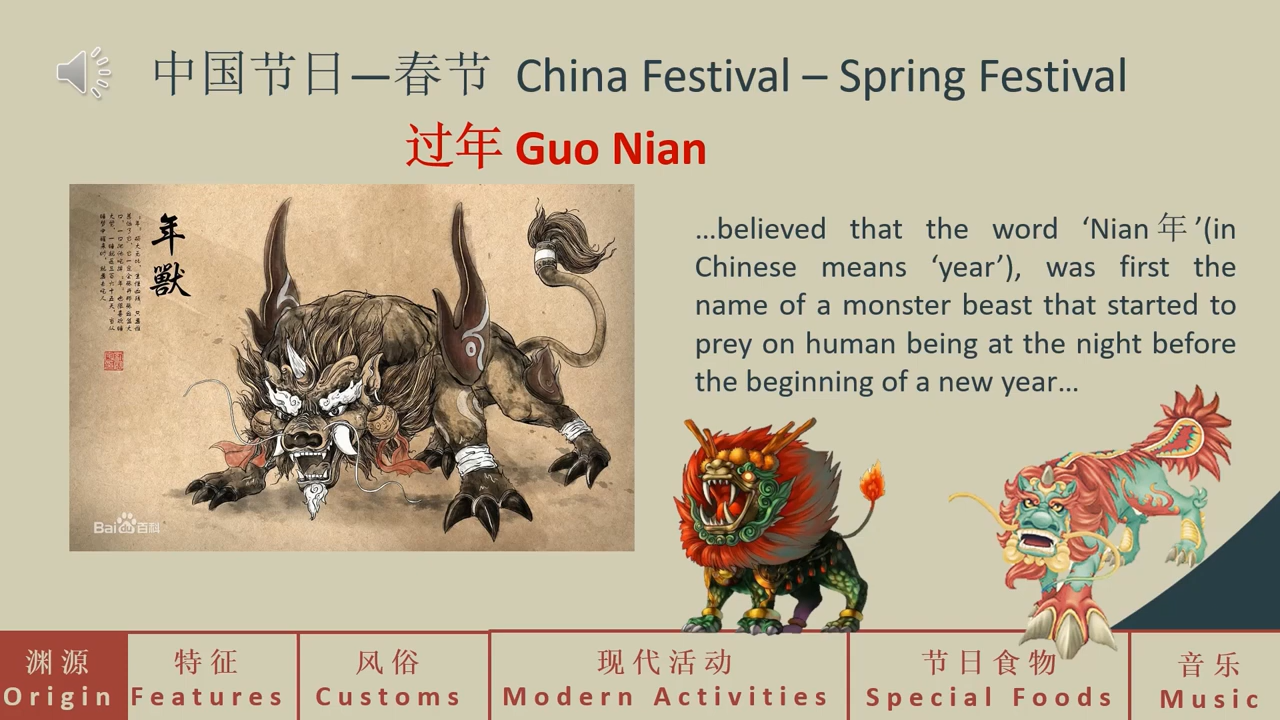 中国节日—春节 China Festival – Spring Festival
过年 Guo Nian
年獸
Bai百科
...believed that the word ‘Nian 年 ’(in
Chinese means ‘year’), was first the
name of a monster beast that started to
prey on human being at the night before
the beginning of a new year...
渊源
Origin
特征
Features
风俗
Customs
现代活动
Modern Activities
节日食物
Special Foods
音乐
Music